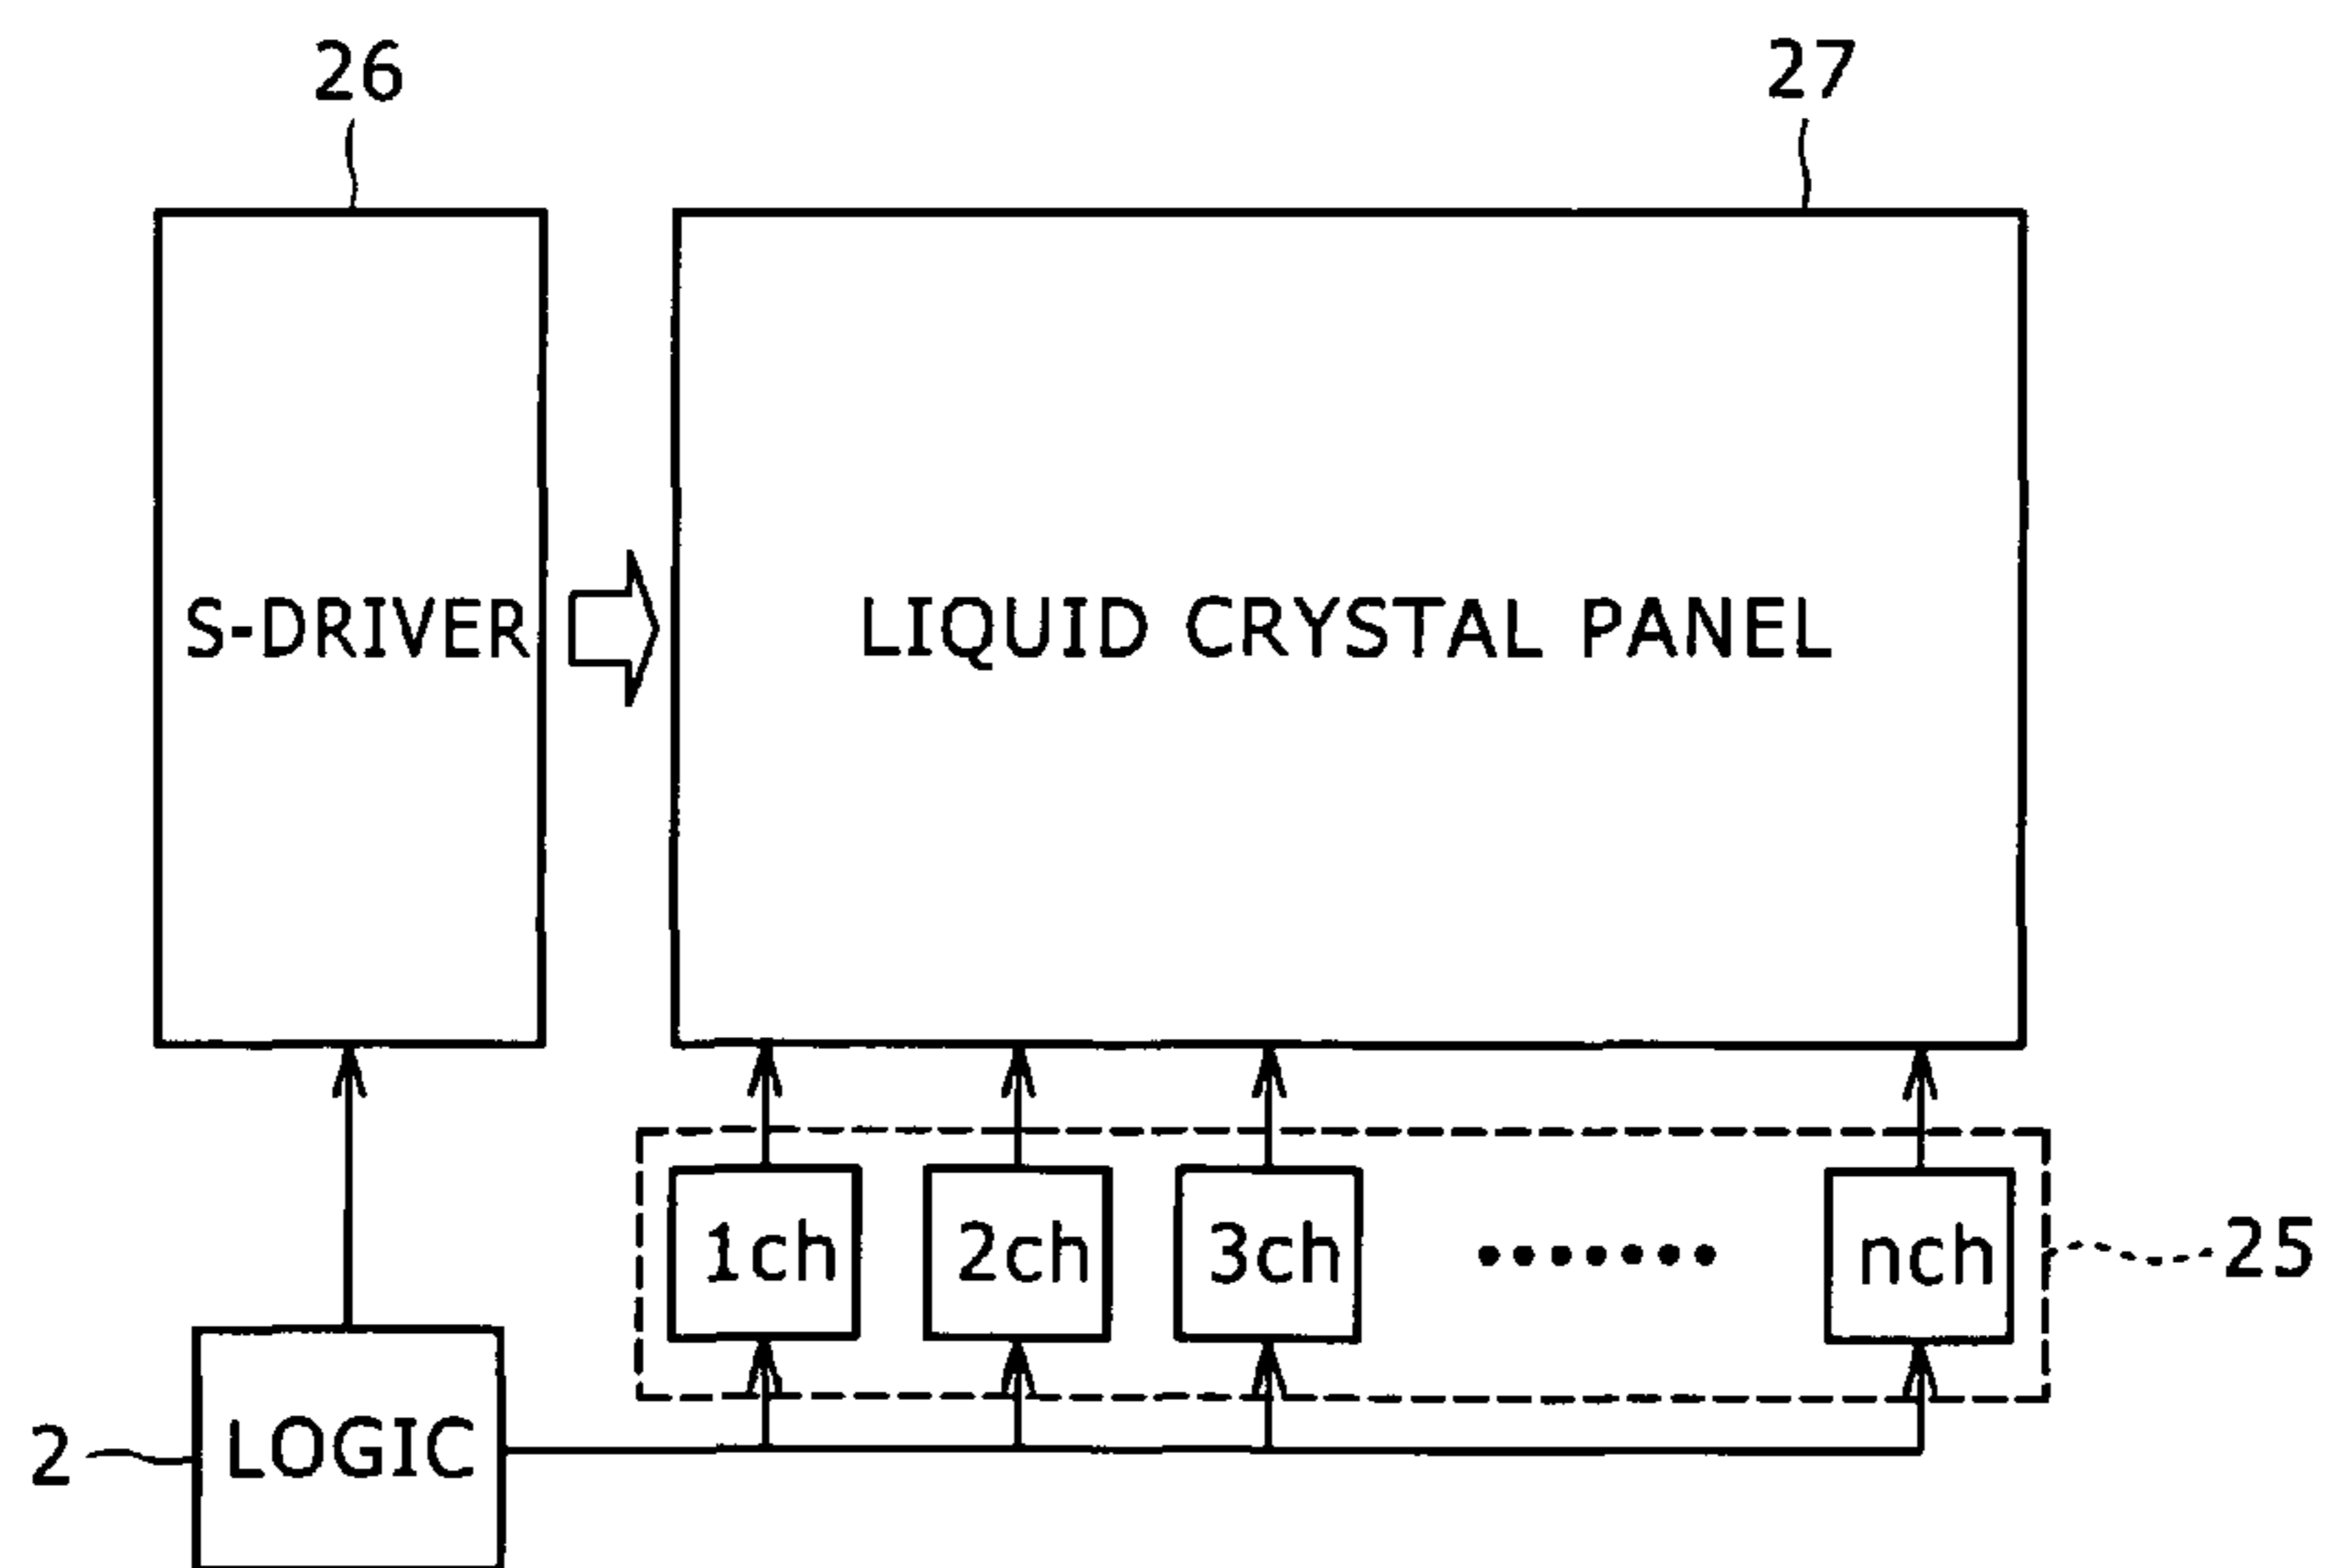 26
27
S-DRIVER
LIQUID CRYSTAL PANEL
1ch 2ch 3ch ······· nch
25
2
LOGIC